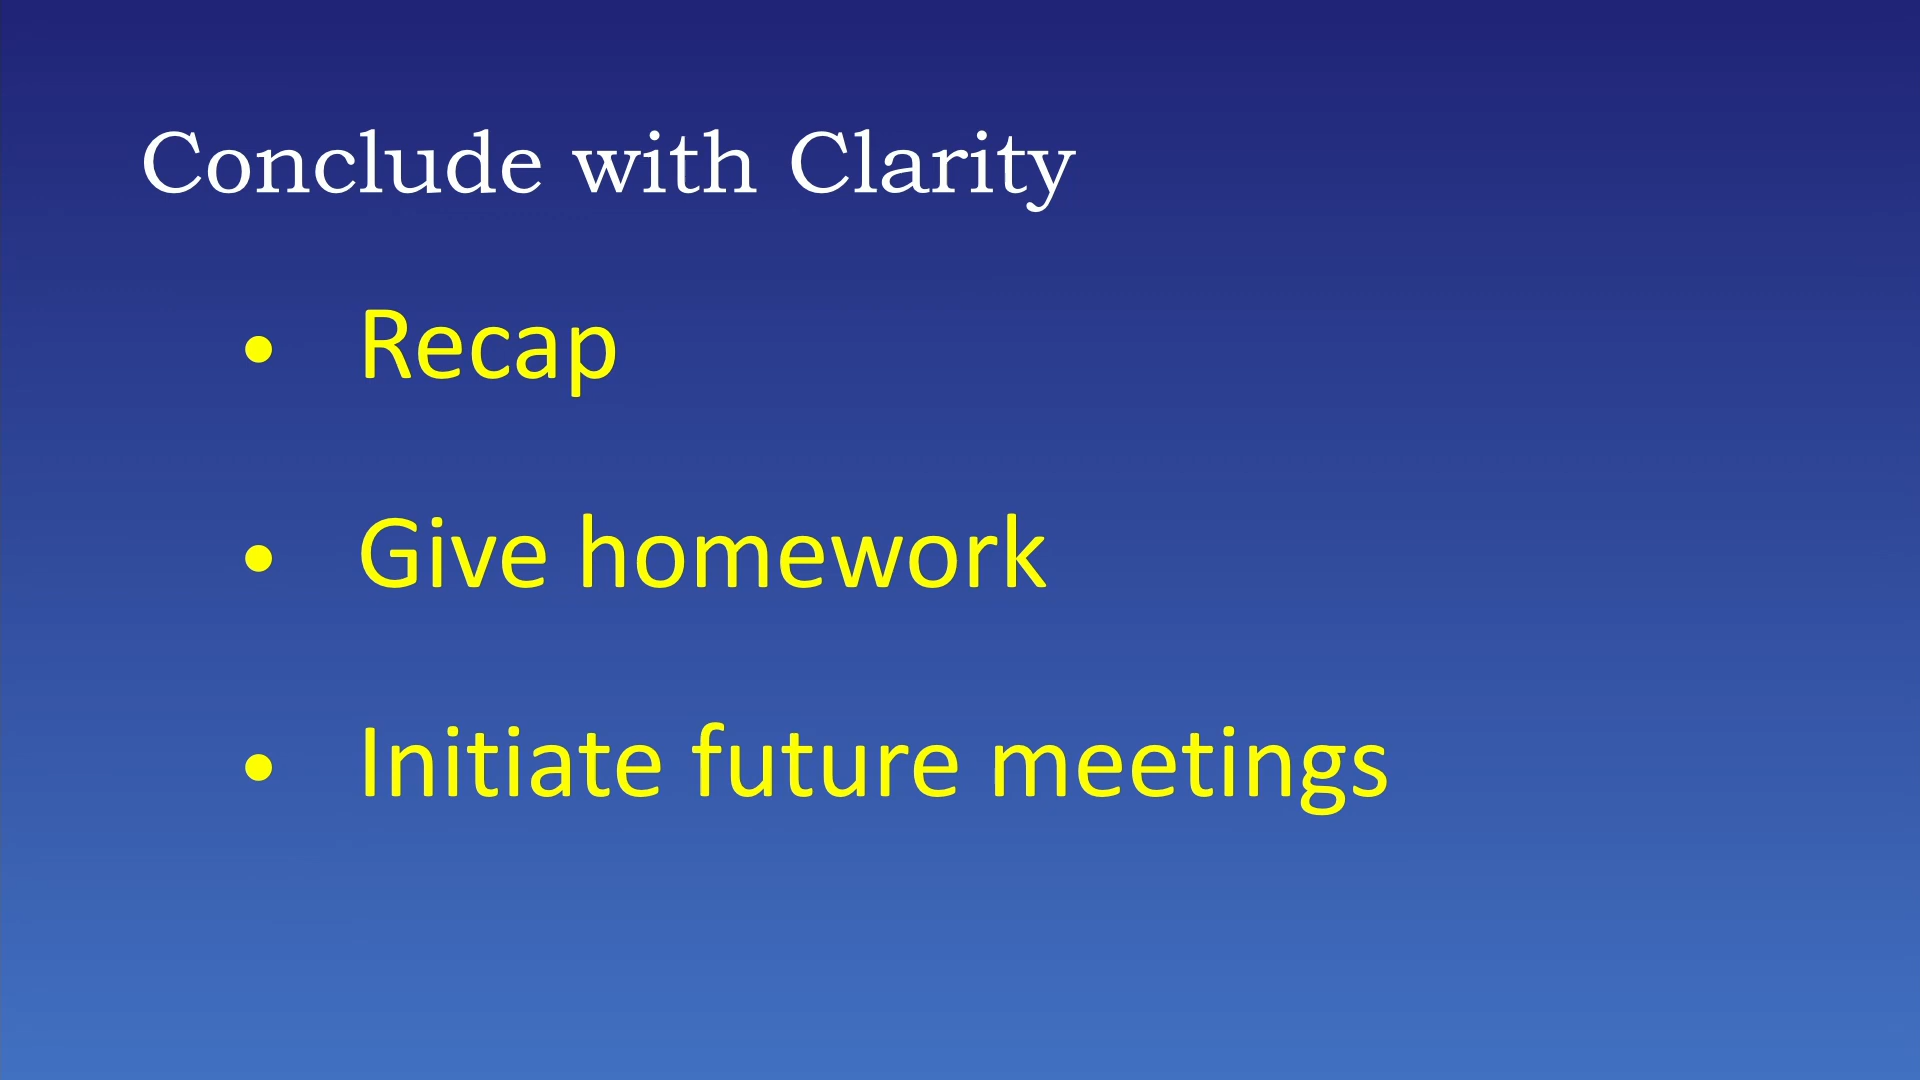 Conclude with Clarity
• Recap
• Give homework
• Initiate future meetings